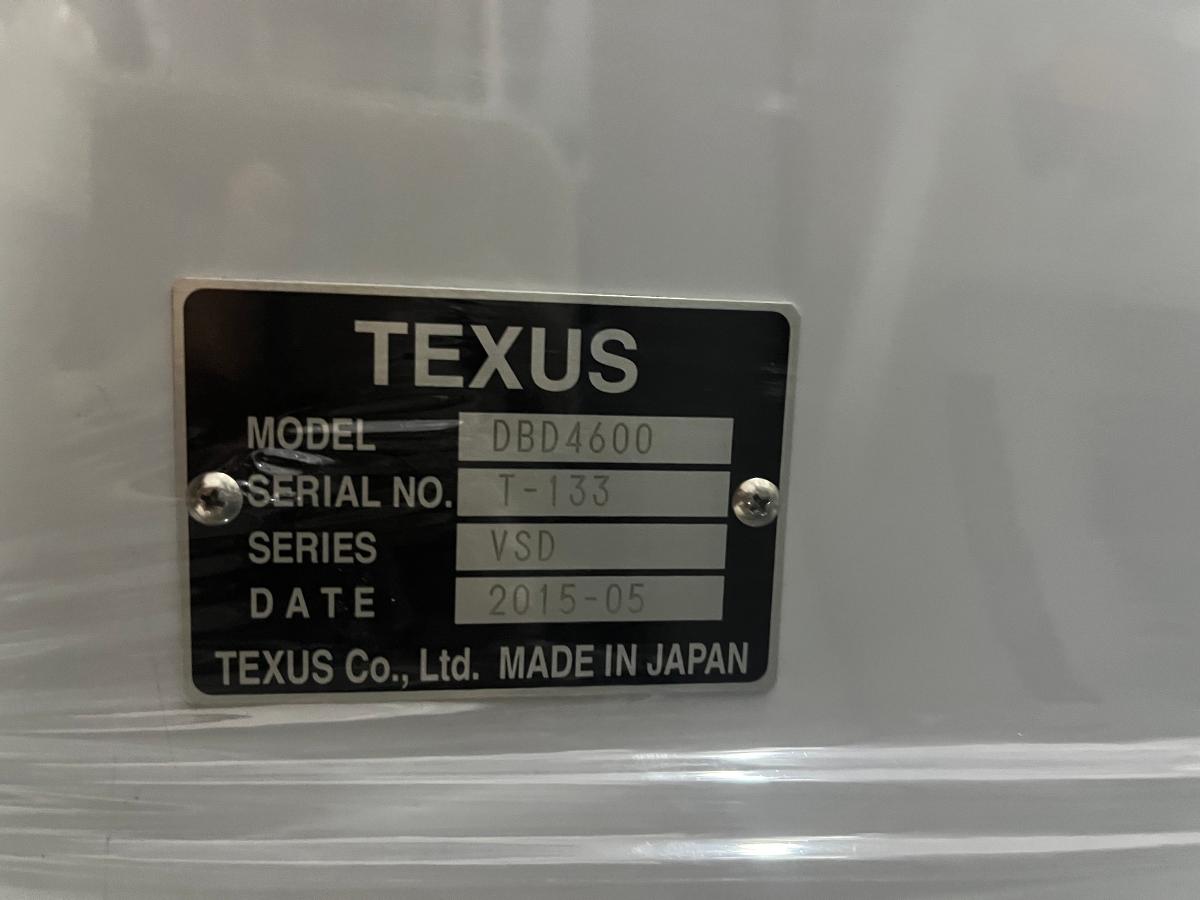 TEXUS
MODEL DBD4600
SERIAL NO. T-133
SERIES VSD
DATE 2015-05
TEXUS Co., Ltd. MADE IN JAPAN